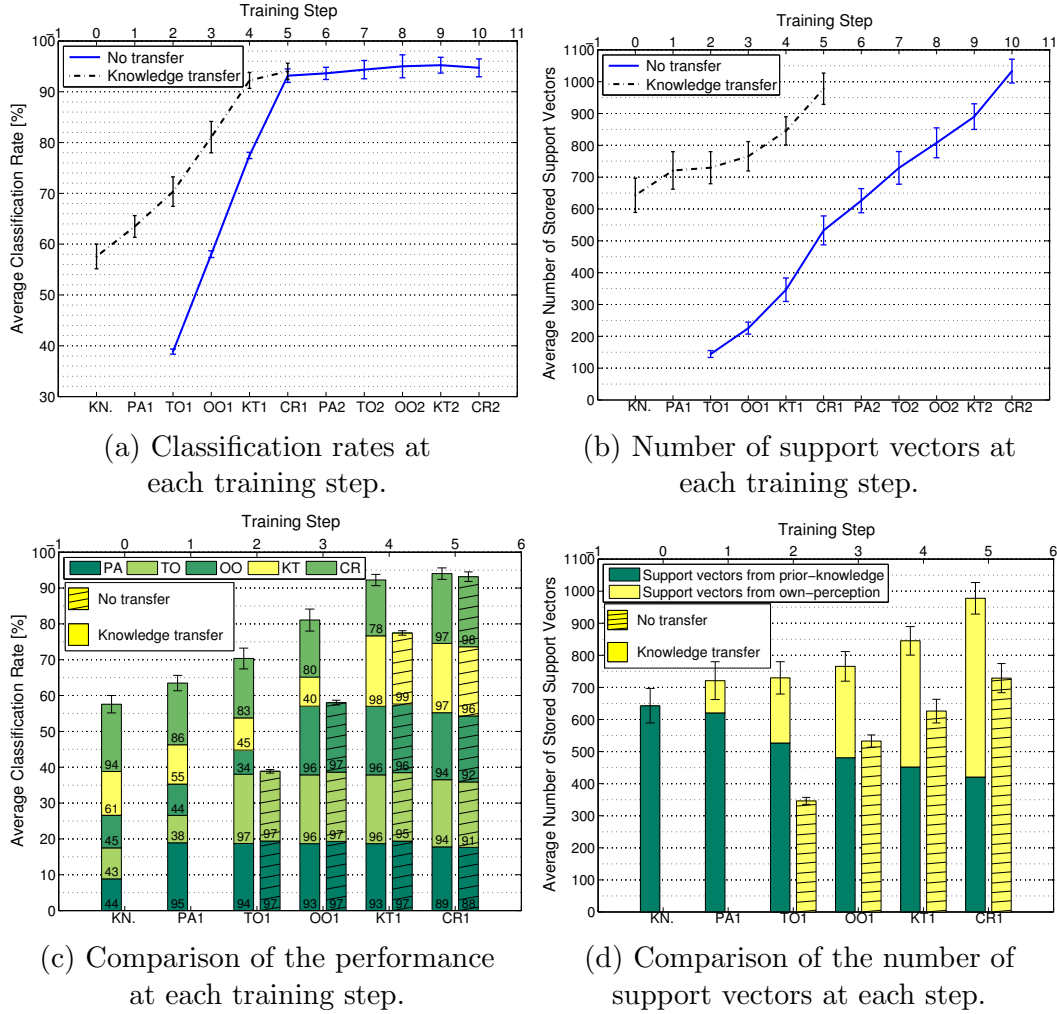 Training Step
−1 0 1 2 3 4 5 6 7 8 9 10 11
100
90
80
70
60
50
40
30
Average Classification Rate [%]
No transfer
Knowledge transfer
KN. PA1 TO1 OO1 KT1 CR1 PA2 TO2 OO2 KT2 CR2
(a) Classification rates at
each training step.
Training Step
−1 0 1 2 3 4 5 6 7 8 9 10 11
1100
1000
900
800
700
600
500
400
300
200
100
0
Average Number of Stored Support Vectors
No transfer
Knowledge transfer
KN. PA1 TO1 OO1 KT1 CR1 PA2 TO2 OO2 KT2 CR2
(b) Number of support vectors at
each training step.
Training Step
−1 0 1 2 3 4 5 6
100
90
80
70
60
50
40
30
20
10
0
Average Classification Rate [%]
PA TO OO KT CR
No transfer
Knowledge transfer
94
61
45
43
44
86
55
44
38
95
83
45
34
97
94
97
97
80
40
96
96
93
97
97
97
78
98
96
96
93
99
96
95
97
97
97
94
94
89
98
96
92
91
88
KN. PA1 TO1 OO1 KT1 CR1
(c) Comparison of the performance
at each training step.
Training Step
−1 0 1 2 3 4 5 6
1100
1000
900
800
700
600
500
400
300
200
100
0
Average Number of Stored Support Vectors
Support vectors from prior−knowledge
Support vectors from own−perception
No transfer
Knowledge transfer
KN. PA1 TO1 OO1 KT1 CR1
(d) Comparison of the number of
support vectors at each step.